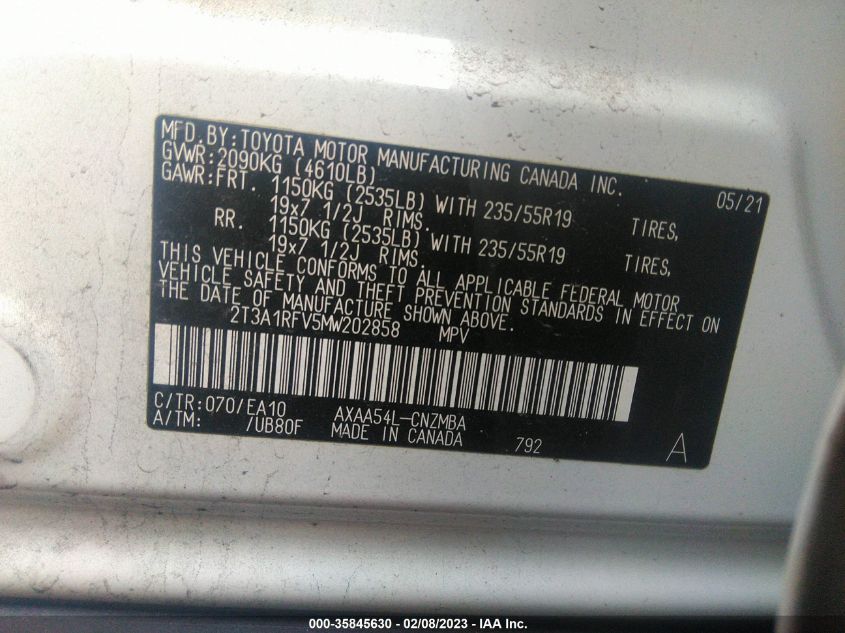 MFD.BY:TOYOTA MOTOR MANUFACTURING CANADA INC. 05/21
GVWR:2090KG (4610LB)
GAWR:FRT. 1150KG (2535LB) WITH 235/55R19 TIRES,
19x7 1/2J RIMS.
RR. 1150KG (2535LB) WITH 235/55R19 TIRES,
19x7 1/2J RIMS.
THIS VEHICLE CONFORMS TO ALL APPLICABLE FEDERAL MOTOR
VEHICLE SAFETY AND THEFT PREVENTION STANDARDS IN EFFECT ON
THE DATE OF MANUFACTURE SHOWN ABOVE.
2T3A1RFV5MW202858 MPV
C/TR:070/EA10 AXAA54L-CNZMBA
A/TM: /UB80F MADE IN CANADA 792 A
000-35845630 - 02/08/2023 - IAA Inc.